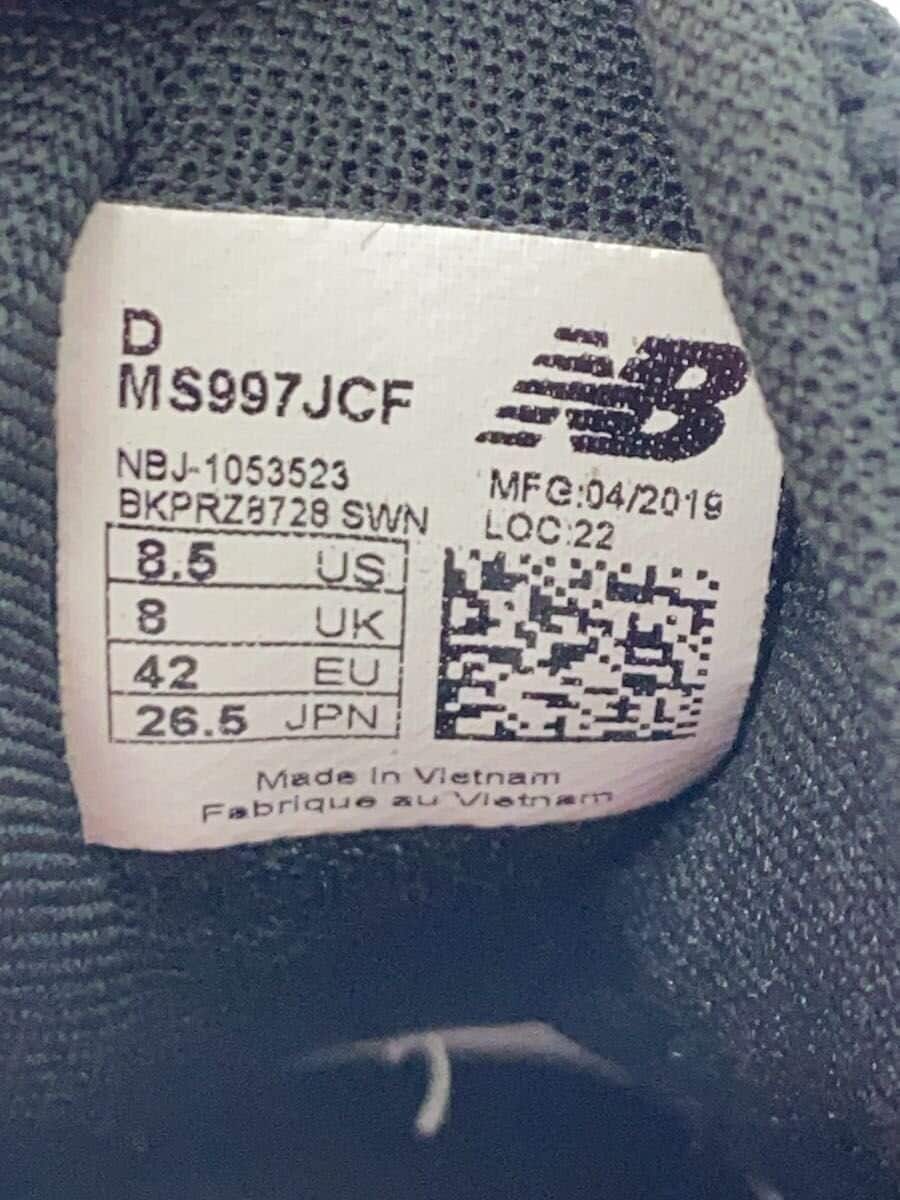 D
MS997JCF
NB
NBJ-1053523
BKPRZ8728 SWN
MFG:04/2019
LOC:22
8.5 US
8 UK
42 EU
26.5 JPN
Made in Vietnam
Fabrique au Vietnam